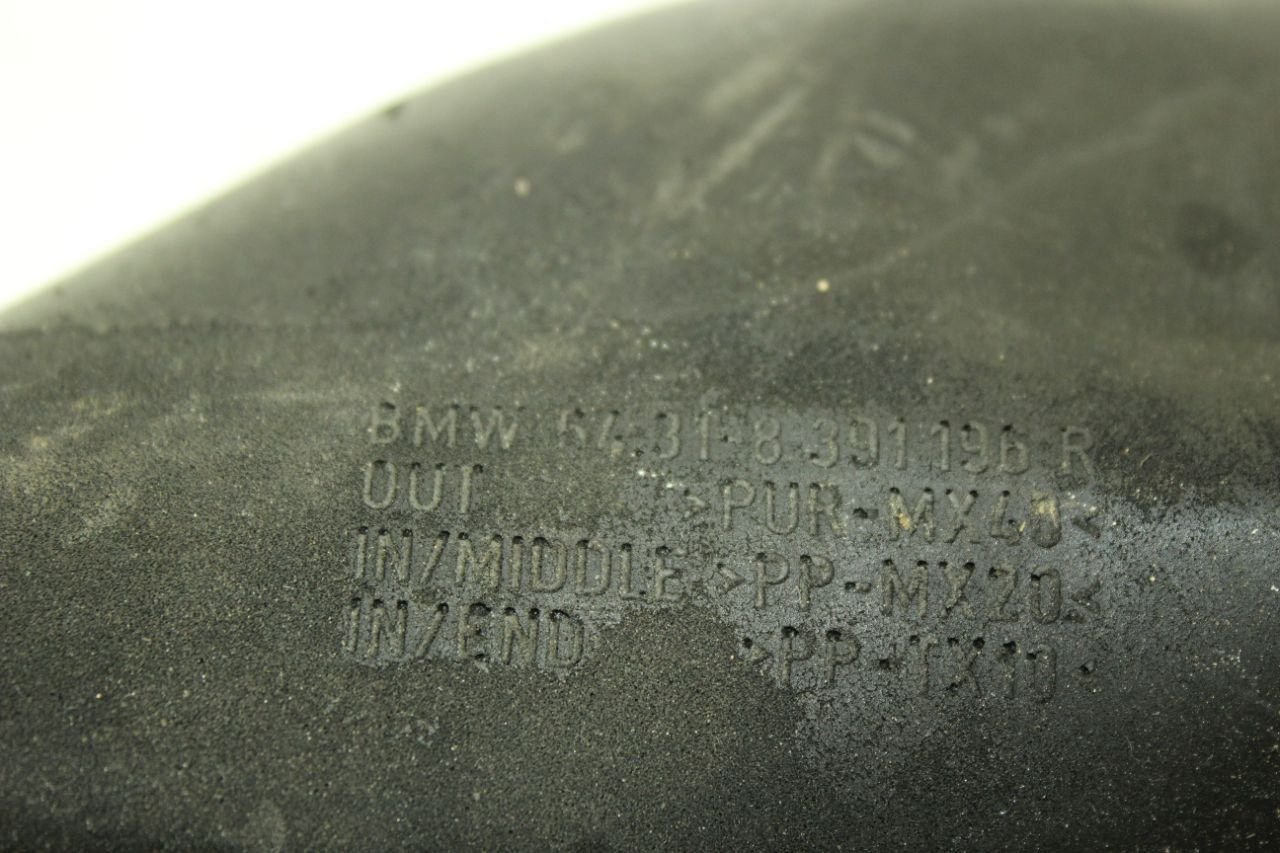 BMW 64.31-8 391 196 R
OUT >PUR-MX40<
IN/MIDDLE >PP-MX20<
IN/END >PP-TX10<